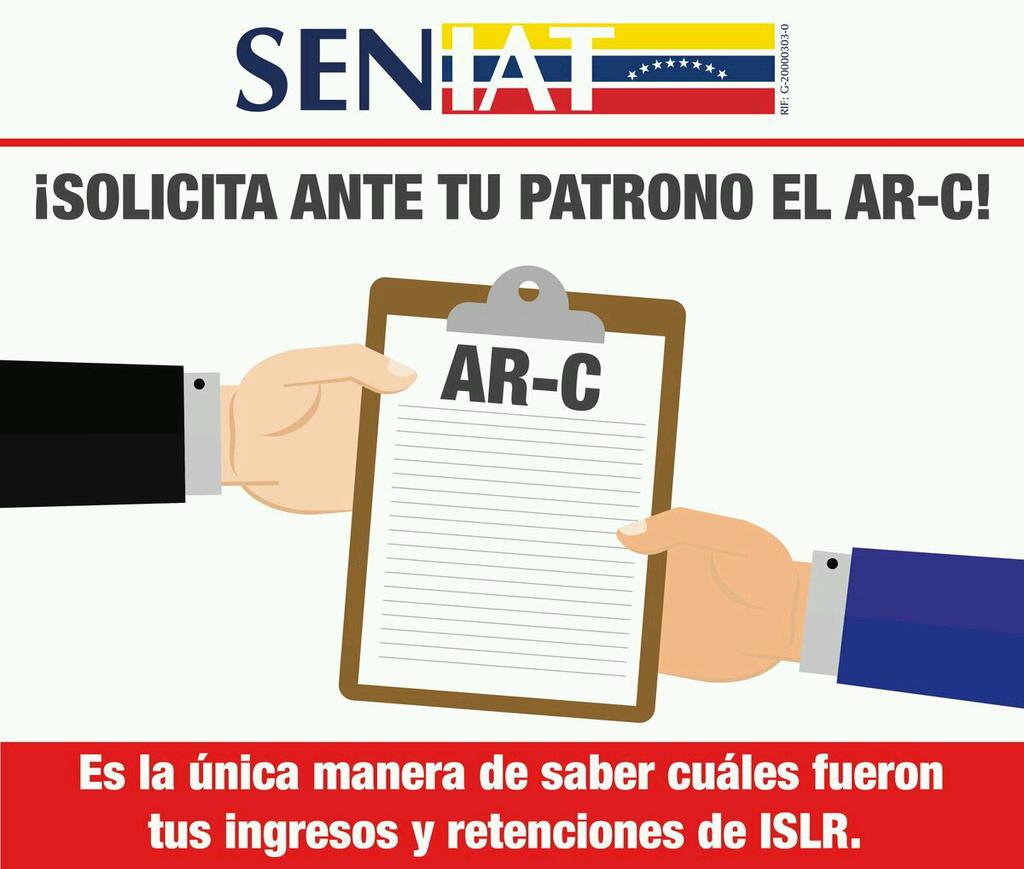 SENIAT
RIF: G-20000303-0
¡SOLICITA ANTE TU PATRONO EL AR-C!
AR-C
Es la única manera de saber cuáles fueron
tus ingresos y retenciones de ISLR.